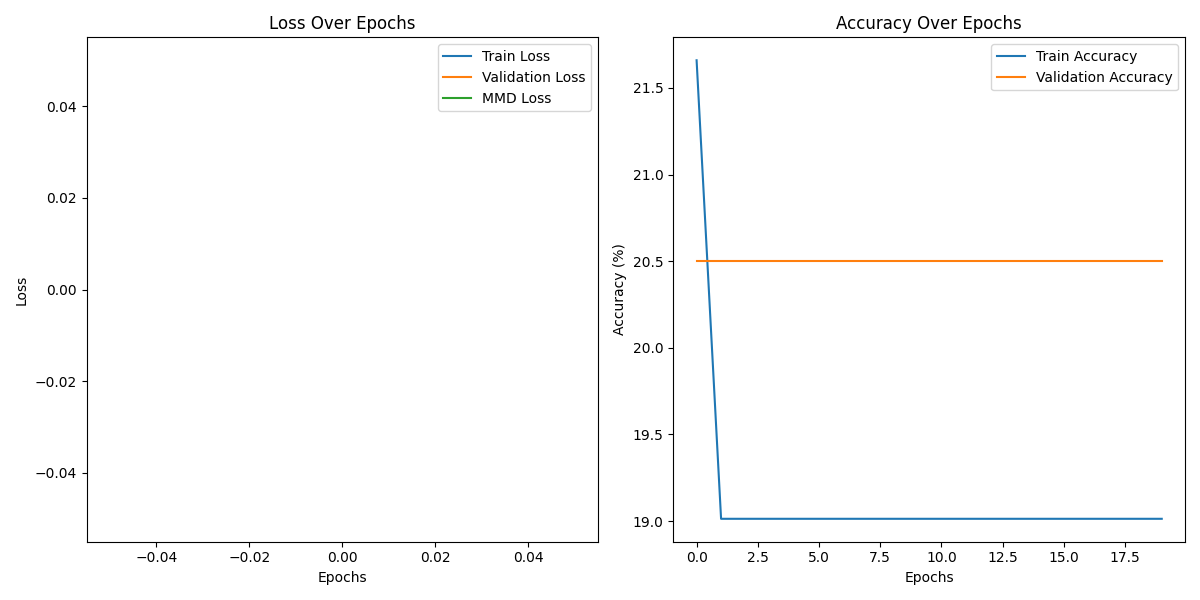 Loss Over Epochs
Train Loss
Validation Loss
MMD Loss
0.04
0.02
0.00
−0.02
−0.04
Loss
−0.04
−0.02
0.00
0.02
0.04
Epochs
Accuracy Over Epochs
Train Accuracy
Validation Accuracy
21.5
21.0
20.5
20.0
19.5
19.0
Accuracy (%)
0.0
2.5
5.0
7.5
10.0
12.5
15.0
17.5
Epochs